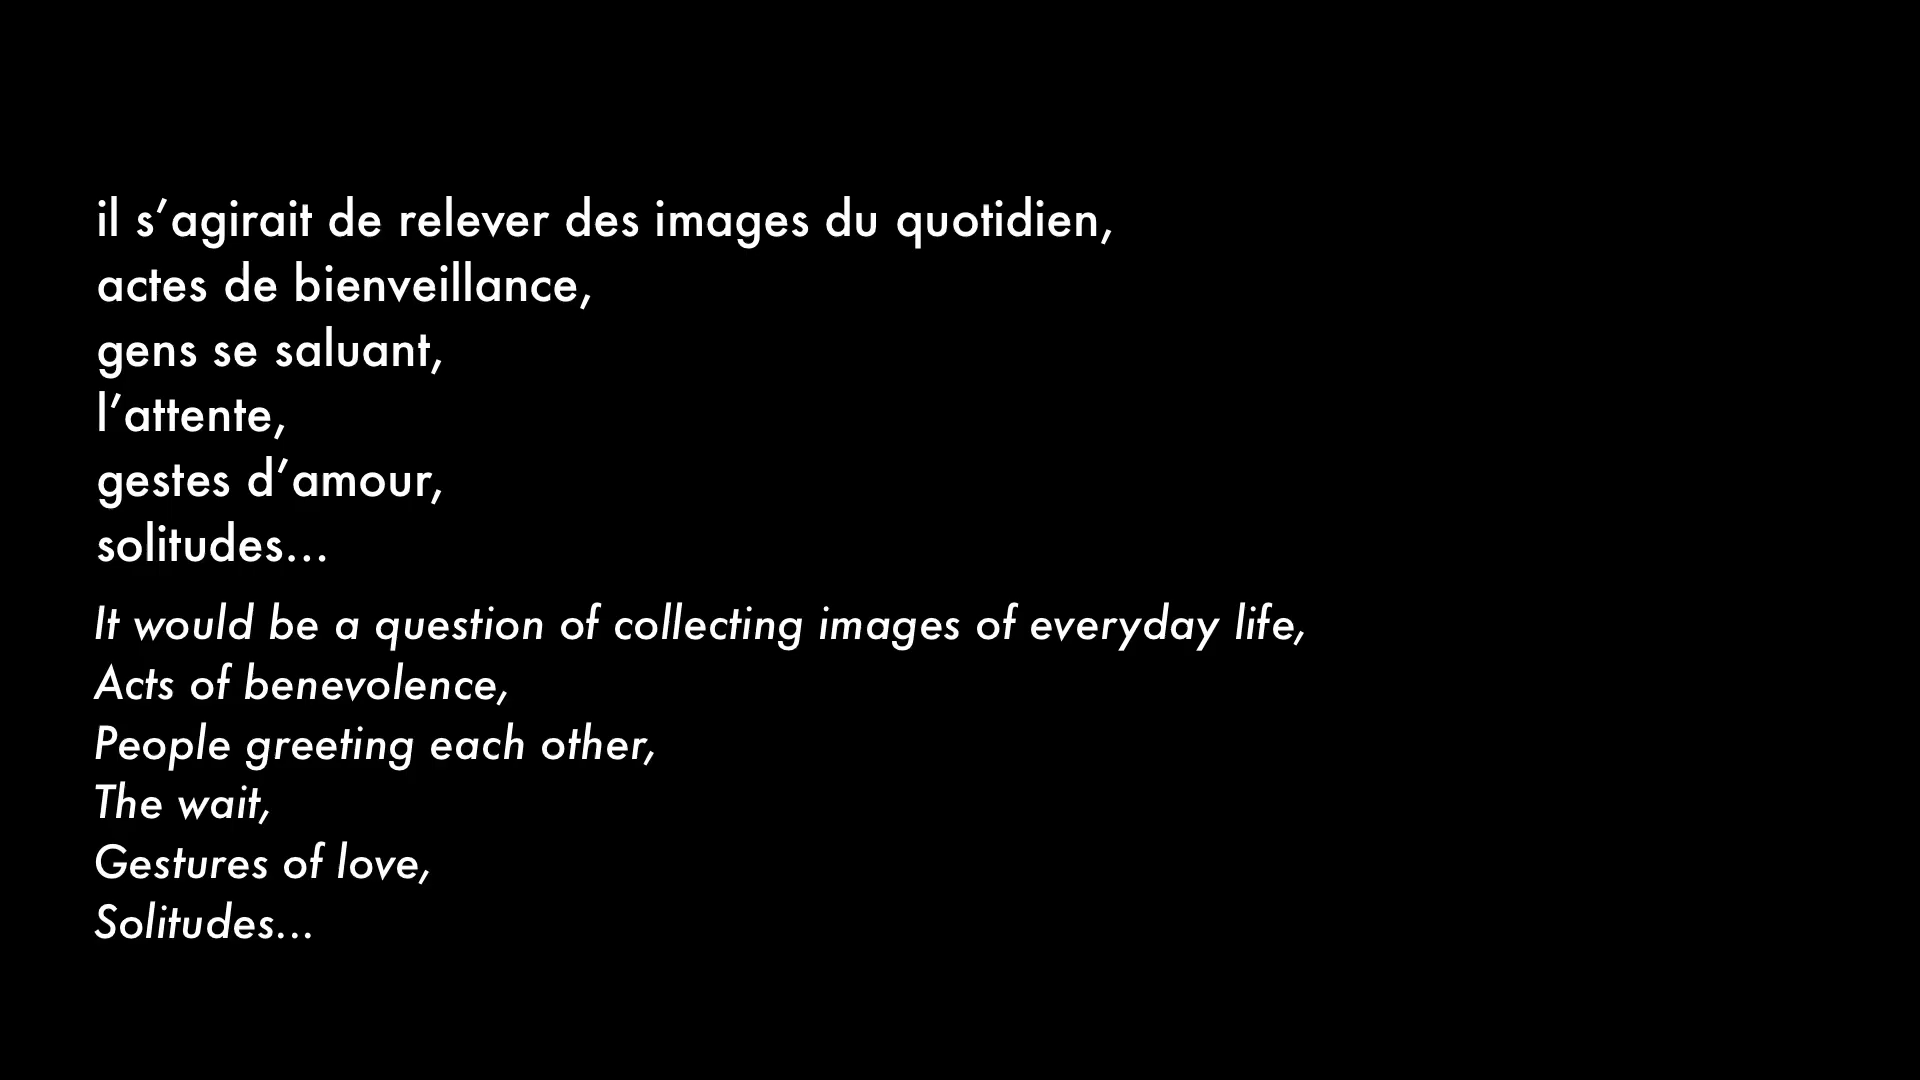 il s’agirait de relever des images du quotidien,
actes de bienveillance,
gens se saluant,
l’attente,
gestes d’amour,
solitudes...
It would be a question of collecting images of everyday life,
Acts of benevolence,
People greeting each other,
The wait,
Gestures of love,
Solitudes...